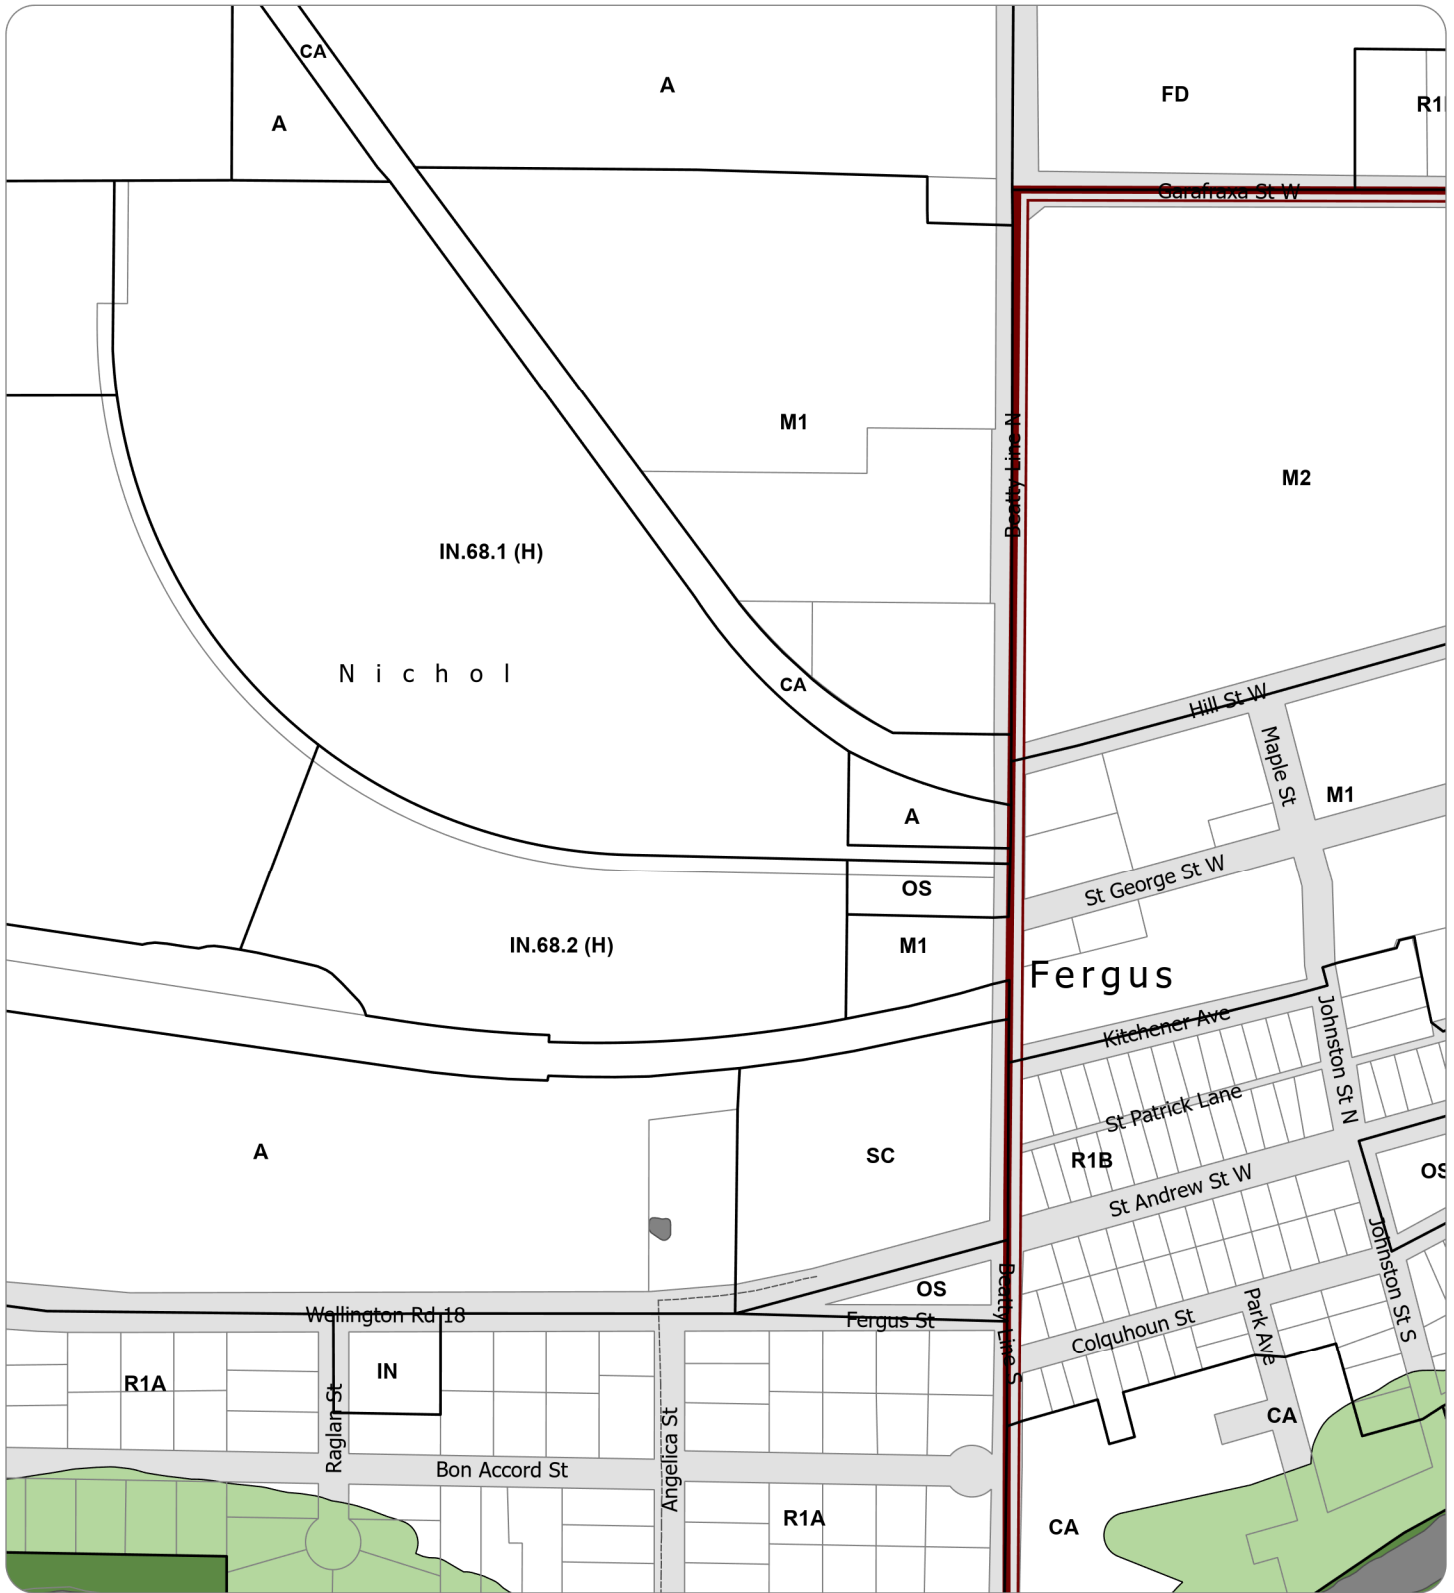 CA
A
A
FD
R1
Garafraxa St W
M1
Beatty Line N
M2
IN.68.1 (H)
Nichol
CA
Hill St W
Maple St
M1
A
St George St W
OS
IN.68.2 (H)
M1
Fergus
Kitchener Ave
Johnston St N
St Patrick Lane
A
SC
R1B
St Andrew St W
OS
Johnston St S
OS
Beatty Line S
Wellington Rd 18
Fergus St
Colquhoun St
Park Ave
R1A
IN
Raglan St
CA
Angelica St
Bon Accord St
R1A
CA